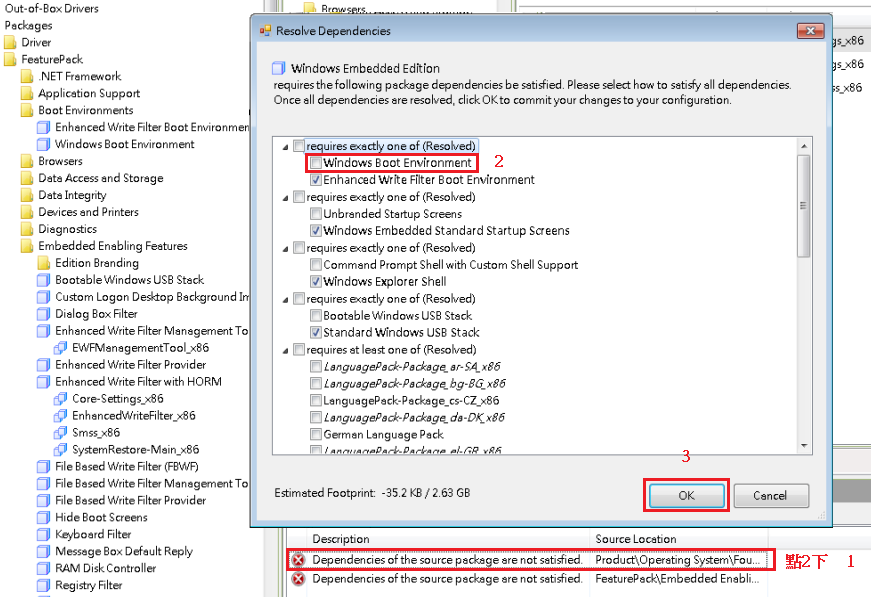 Out-of-Box Drivers
Packages
Driver
FeaturePack
.NET Framework
Application Support
Boot Environments
Enhanced Write Filter Boot Environmen
Windows Boot Environment
Browsers
Data Access and Storage
Data Integrity
Devices and Printers
Diagnostics
Embedded Enabling Features
Edition Branding
Bootable Windows USB Stack
Custom Logon Desktop Background Im
Dialog Box Filter
Enhanced Write Filter Management To
EWFManagementTool_x86
Enhanced Write Filter Provider
Enhanced Write Filter with HORM
Core-Settings_x86
EnhancedWriteFilter_x86
Smss_x86
SystemRestore-Main_x86
File Based Write Filter (FBWF)
File Based Write Filter Management To
File Based Write Filter Provider
Hide Boot Screens
Keyboard Filter
Message Box Default Reply
RAM Disk Controller
Registry Filter
Browsers
gs_x86
gs_x86
ss_x86
Resolve Dependencies
Windows Embedded Edition
requires the following package dependencies be satisfied. Please select how to satisfy all dependencies.
Once all dependencies are resolved, click OK to commit your changes to your configuration.
requires exactly one of (Resolved)
Windows Boot Environment 2
Enhanced Write Filter Boot Environment
requires exactly one of (Resolved)
Unbranded Startup Screens
Windows Embedded Standard Startup Screens
requires exactly one of (Resolved)
Command Prompt Shell with Custom Shell Support
Windows Explorer Shell
requires exactly one of (Resolved)
Bootable Windows USB Stack
Standard Windows USB Stack
requires at least one of (Resolved)
LanguagePack-Package_ar-SA_x86
LanguagePack-Package_bg-BG_x86
LanguagePack-Package_cs-CZ_x86
LanguagePack-Package_da-DK_x86
German Language Pack
LanguagePack-Package_el-GR_x86
3
Estimated Footprint: -35.2 KB / 2.63 GB
OK
Cancel
Description Source Location
Dependencies of the source package are not satisfied. Product\Operating System\Fou... 點2下 1
Dependencies of the source package are not satisfied. FeaturePack\Embedded Enabli...